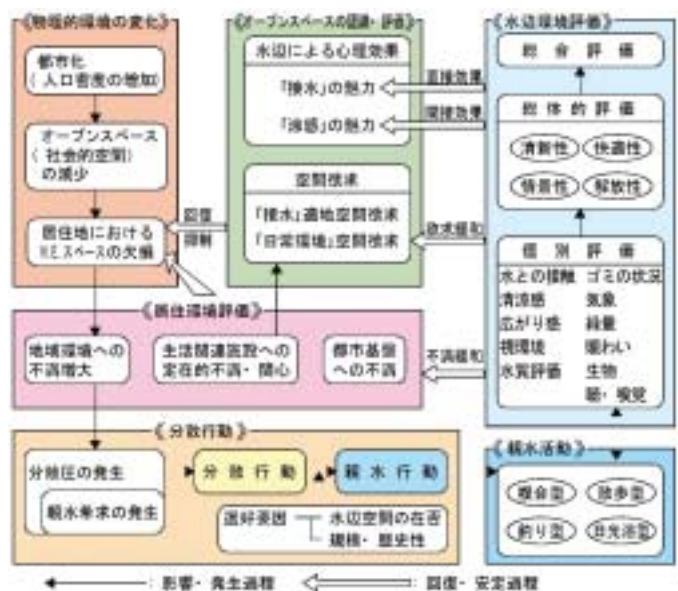 《物理的環境の変化》
都市化
(人口密度の増加)
オープンスペース
(社会的空間)
の減少
居住地における
H.E.スペースの欠損
《オープンスペースの認識・評価》
水辺による心理効果
「接水」の魅力
「涼感」の魅力
空間欲求
「接水」適地空間欲求
「日常環境」空間欲求
回復
抑制
直接効果
間接効果
欲求緩和
不満緩和
《水辺環境評価》
総合評価
総体的評価
清新性 快適性
情景性 解放性
個別評価
水との接触 ゴミの状況
清涼感 気象
広がり感 緑量
視環境 賑わい
水質評価 生物
聴・嗅覚
《居住環境評価》
地域環境への
不満増大
生活関連施設への
定在的不満・関心
都市基盤
への不満
《分散行動》
分散圧の発生
親水希求の発生
分散行動
親水行動
選好要因
水辺空間の在否
規模・歴史性
《親水活動》
複合型 散歩型
釣り型 日光浴型
:影響・発生過程
:回復・安定過程